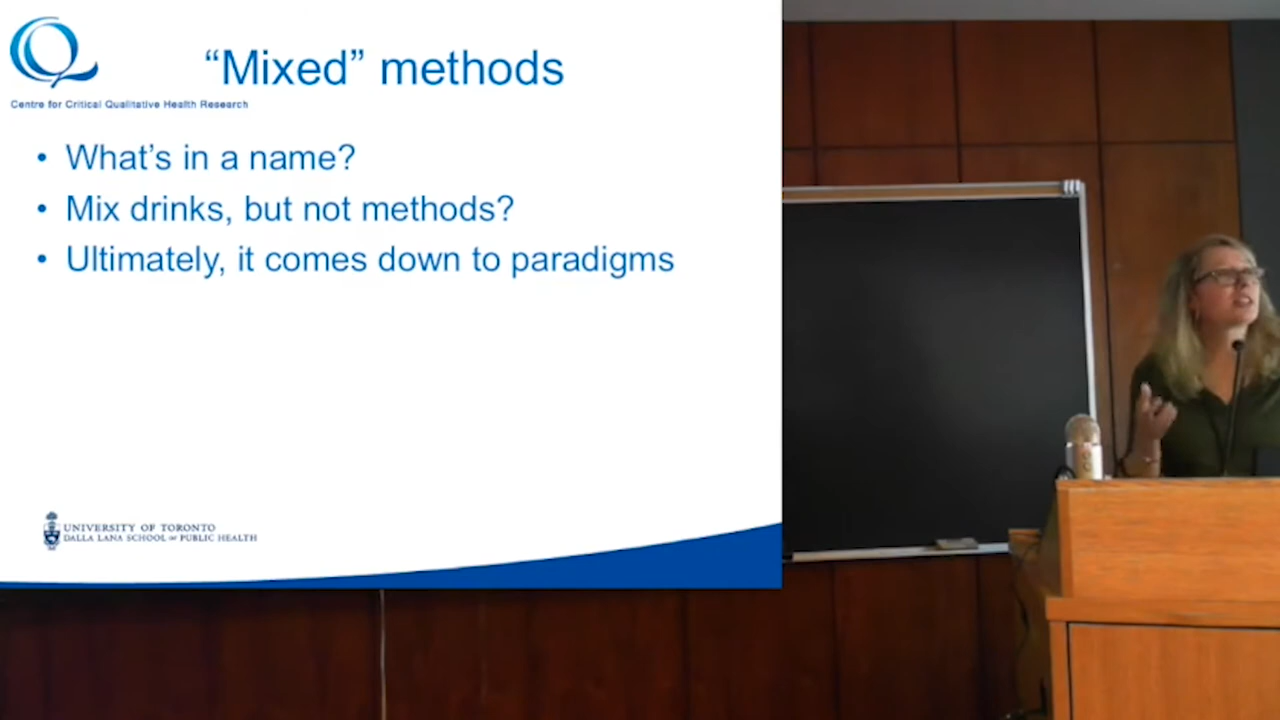 “Mixed” methods
Centre for Critical Qualitative Health Research
• What’s in a name?
• Mix drinks, but not methods?
• Ultimately, it comes down to paradigms
UNIVERSITY OF TORONTO
DALLA LANA SCHOOL OF PUBLIC HEALTH